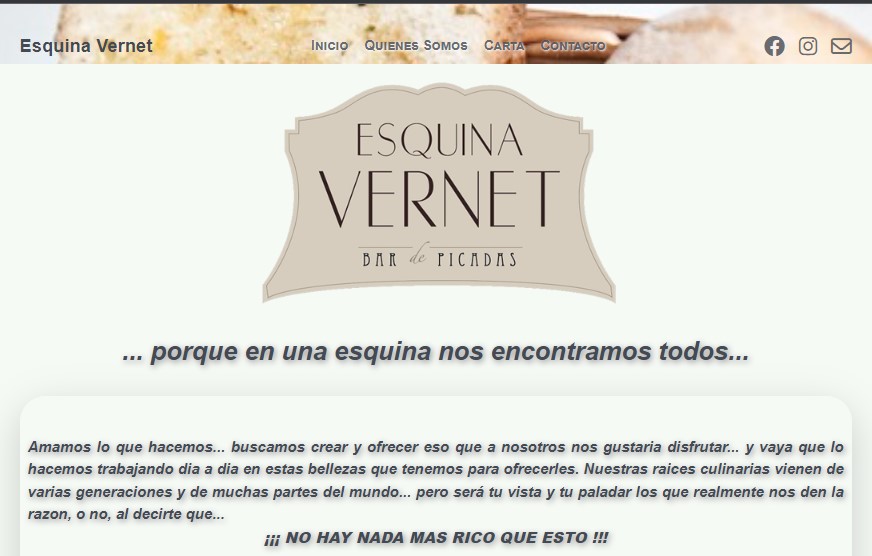 Esquina Vernet
Inicio Quienes Somos Carta Contacto
ESQUINA
VERNET
BAR de PICADAS
... porque en una esquina nos encontramos todos...
Amamos lo que hacemos... buscamos crear y ofrecer eso que a nosotros nos gustaria disfrutar... y vaya que lo
hacemos trabajando dia a dia en estas bellezas que tenemos para ofrecerles. Nuestras raices culinarias vienen de
varias generaciones y de muchas partes del mundo... pero será tu vista y tu paladar los que realmente nos den la
razon, o no, al decirte que...
¡¡¡ NO HAY NADA MAS RICO QUE ESTO !!!